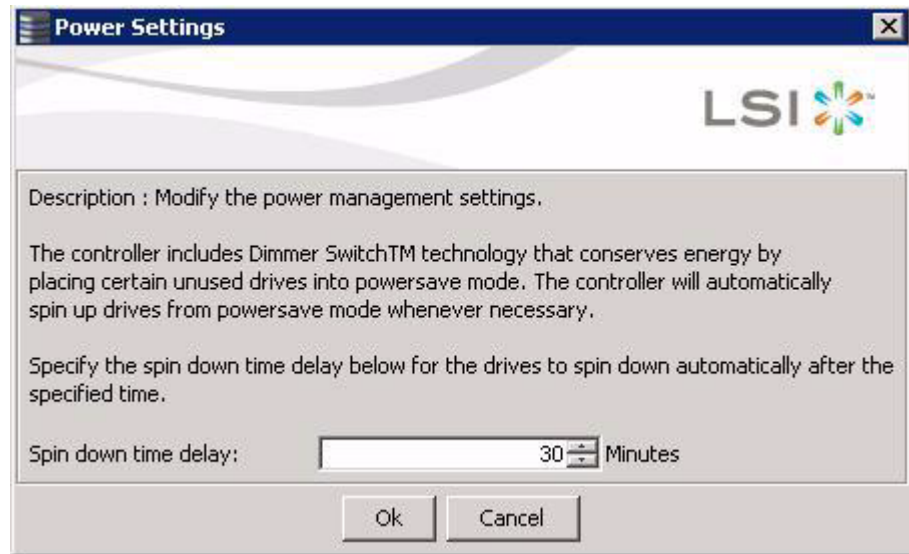 Power Settings
LSI
Description : Modify the power management settings.
The controller includes Dimmer SwitchTM technology that conserves energy by
placing certain unused drives into powersave mode. The controller will automatically
spin up drives from powersave mode whenever necessary.
Specify the spin down time delay below for the drives to spin down automatically after the
specified time.
Spin down time delay: 30 Minutes
Ok Cancel